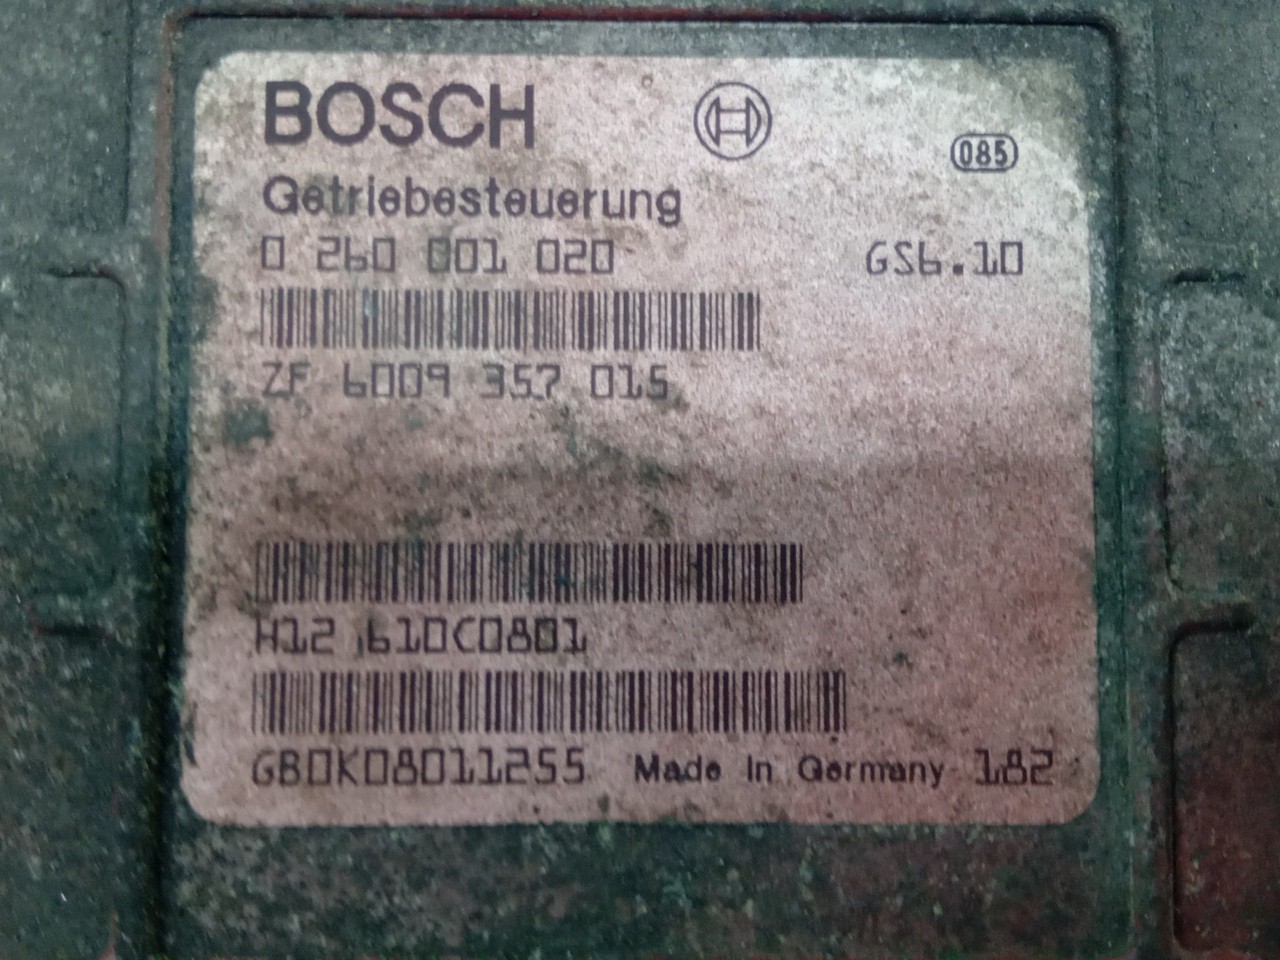 BOSCH
085
Getriebesteuerung
0 260 001 020 GS6.10
ZF 6009 357 015
H12 610C0801
GB0K08011255 Made in Germany 182